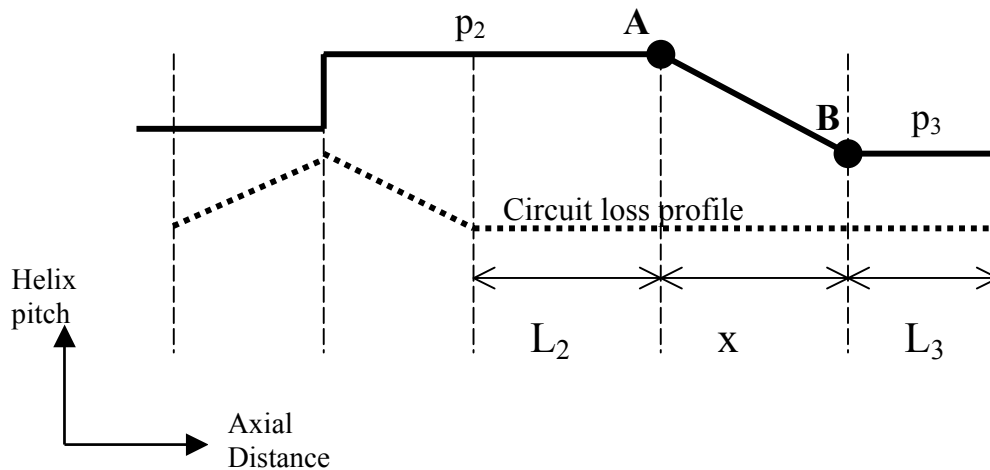 p₂
A
B
p₃
Circuit loss profile
L₂
x
L₃
Helix
pitch
Axial
Distance